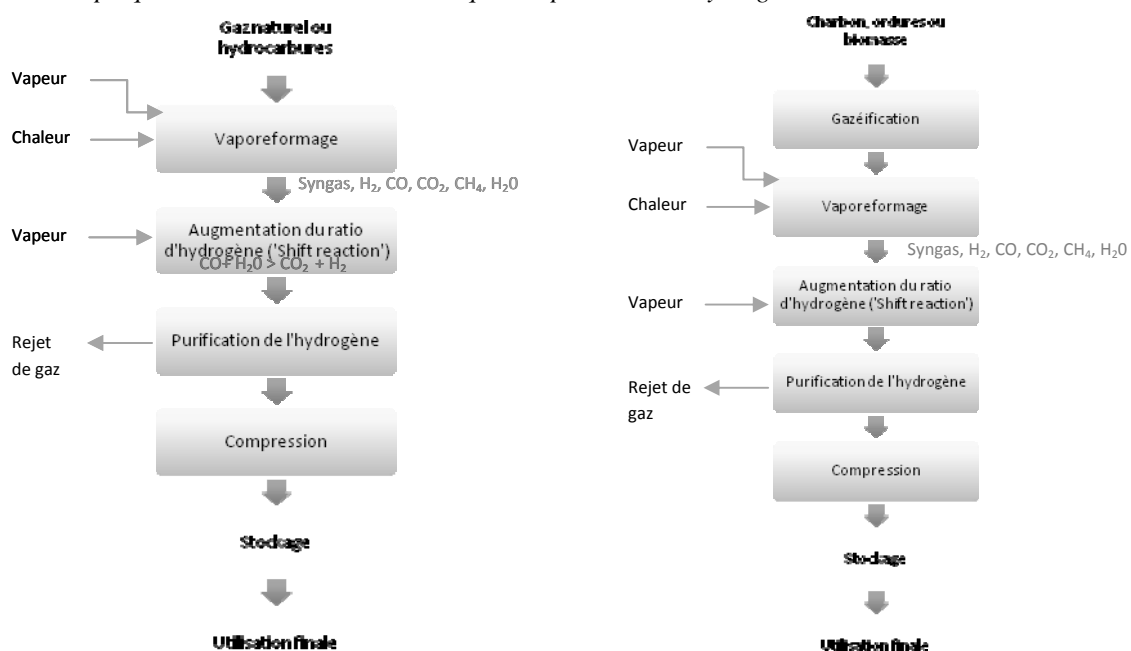 Gaz naturel ou
hydrocarbures
Vapeur
Chaleur
Vaporeformage
Syngas, H₂, CO, CO₂, CH₄, H₂0
Vapeur
Augmentation du ratio
d'hydrogène ('Shift reaction')
CO+ H₂0 > CO₂ + H₂
Rejet
de gaz
Purification de l'hydrogène
Compression
Stockage
Utilisation finale
Charbon, ordures ou
biomasse
Gazéification
Vapeur
Chaleur
Vaporeformage
Syngas, H₂, CO, CO₂, CH₄, H₂0
Vapeur
Augmentation du ratio
d'hydrogène ('Shift reaction')
Rejet de
gaz
Purification de l'hydrogène
Compression
Stockage
Utilisation finale